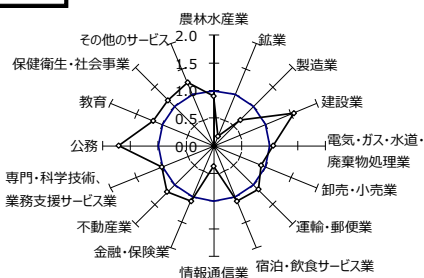 農林水産業
その他のサービス
鉱業
保健衛生・社会事業
製造業
教育
建設業
公務
電気・ガス・水道・
廃棄物処理業
専門・科学技術、
業務支援サービス業
卸売・小売業
不動産業
運輸・郵便業
金融・保険業
宿泊・飲食サービス業
情報通信業
2.0
1.5
1.0
0.5
0.0